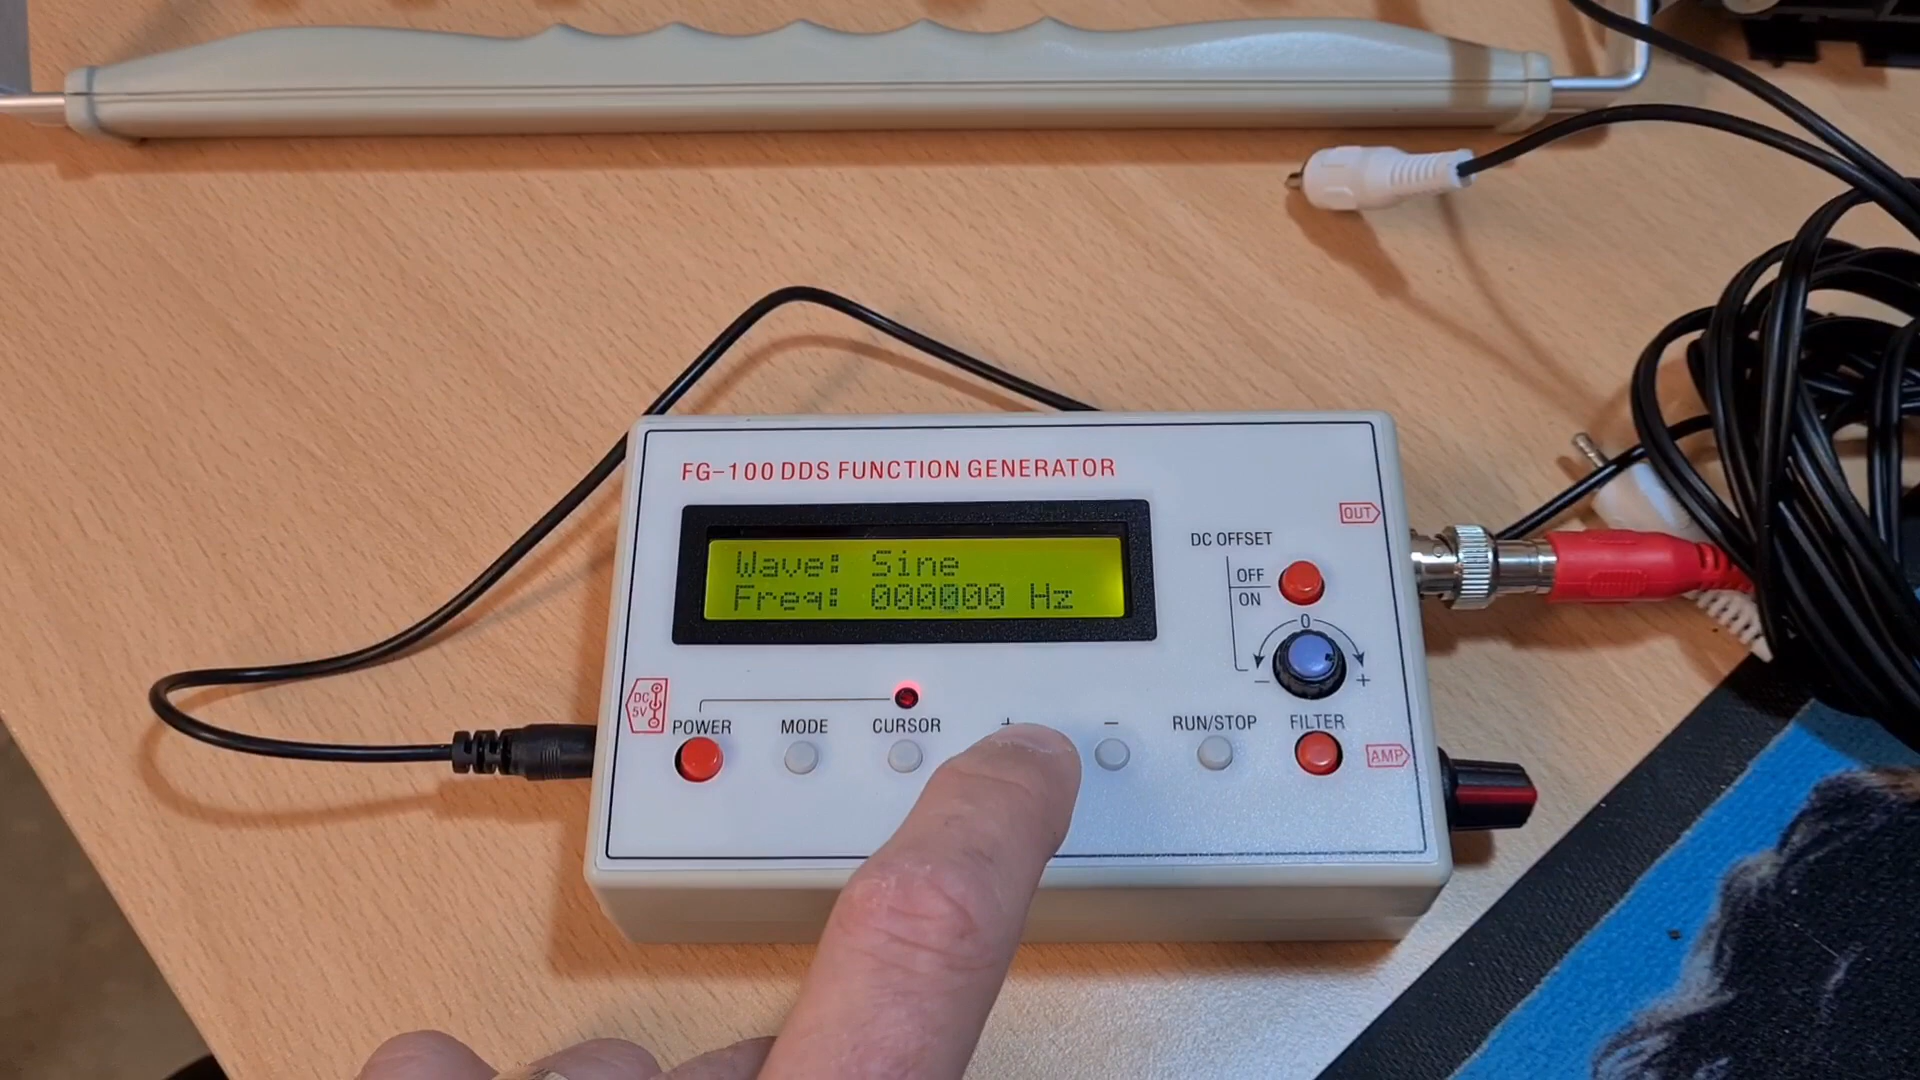 FG-100 DDS FUNCTION GENERATOR
OUT
Wave: Sine
Freq: 000000 Hz
DC OFFSET
OFF
ON
0
- +
DC
5V
POWER MODE CURSOR + - RUN/STOP FILTER
AMP